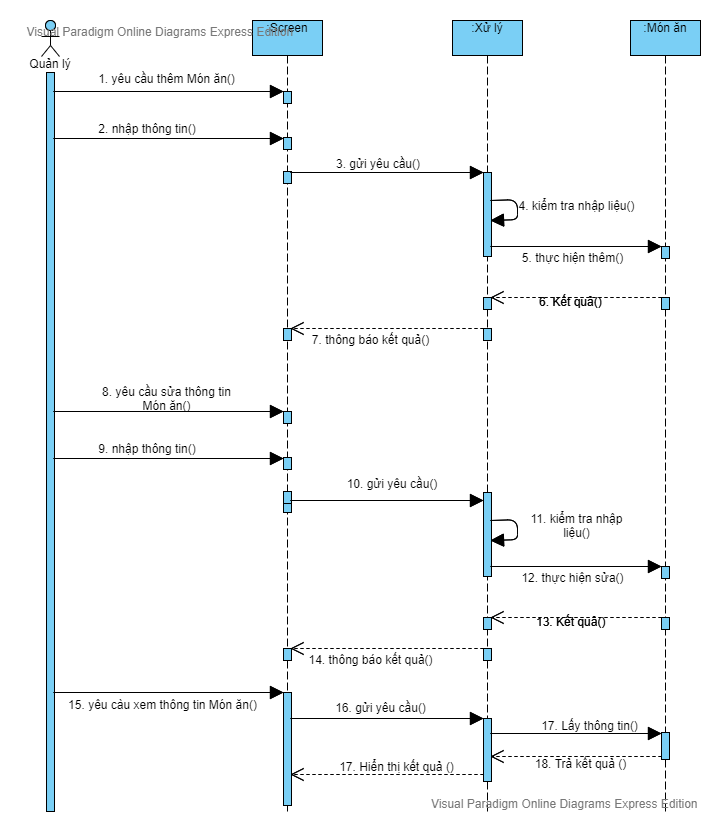 Visual Paradigm Online Diagrams Express Edition
:Screen
:Xử lý
:Món ăn
Quản lý
1. yêu cầu thêm Món ăn()
2. nhập thông tin()
3. gửi yêu cầu()
4. kiểm tra nhập liệu()
5. thực hiện thêm()
6. Kết quả()
7. thông báo kết quả()
8. yêu cầu sửa thông tin
Món ăn()
9. nhập thông tin()
10. gửi yêu cầu()
11. kiểm tra nhập
liệu()
12. thực hiện sửa()
13. Kết quả()
14. thông báo kết quả()
15. yêu cảu xem thông tin Món ăn()
16. gửi yêu cầu()
17. Lấy thông tin()
18. Trả kết quả ()
17. Hiển thị kết quả ()
Visual Paradigm Online Diagrams Express Edition